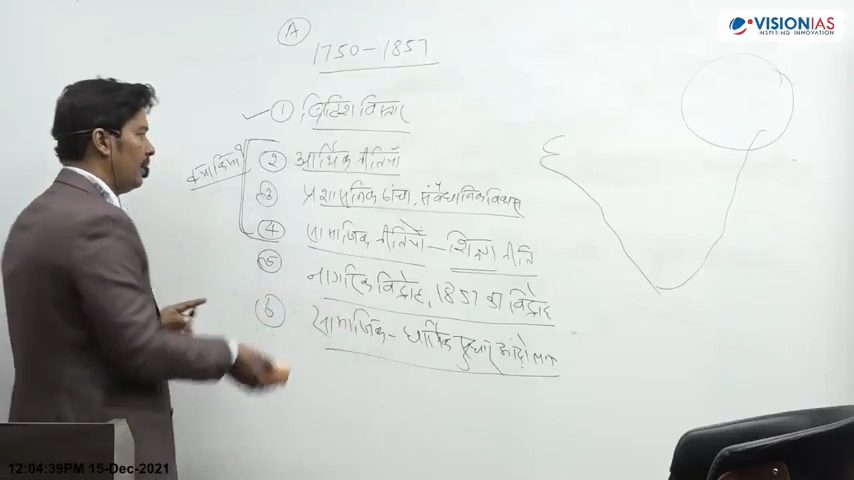 VISIONIAS
INSPIRING INNOVATION
A
1750-1857
① ब्रिटिश विस्तार
② आर्थिक नीतियाँ
क्या किया?
③ प्रशासनिक ढांचा, संवैधानिक विकास
④ सामाजिक नीतियाँ - शिक्षा नीति
⑤ नागरिक विद्रोह, 1857 का विद्रोह
⑥ सामाजिक - धार्मिक सुधार आंदोलन
12:04:39PM 15-Dec-2021